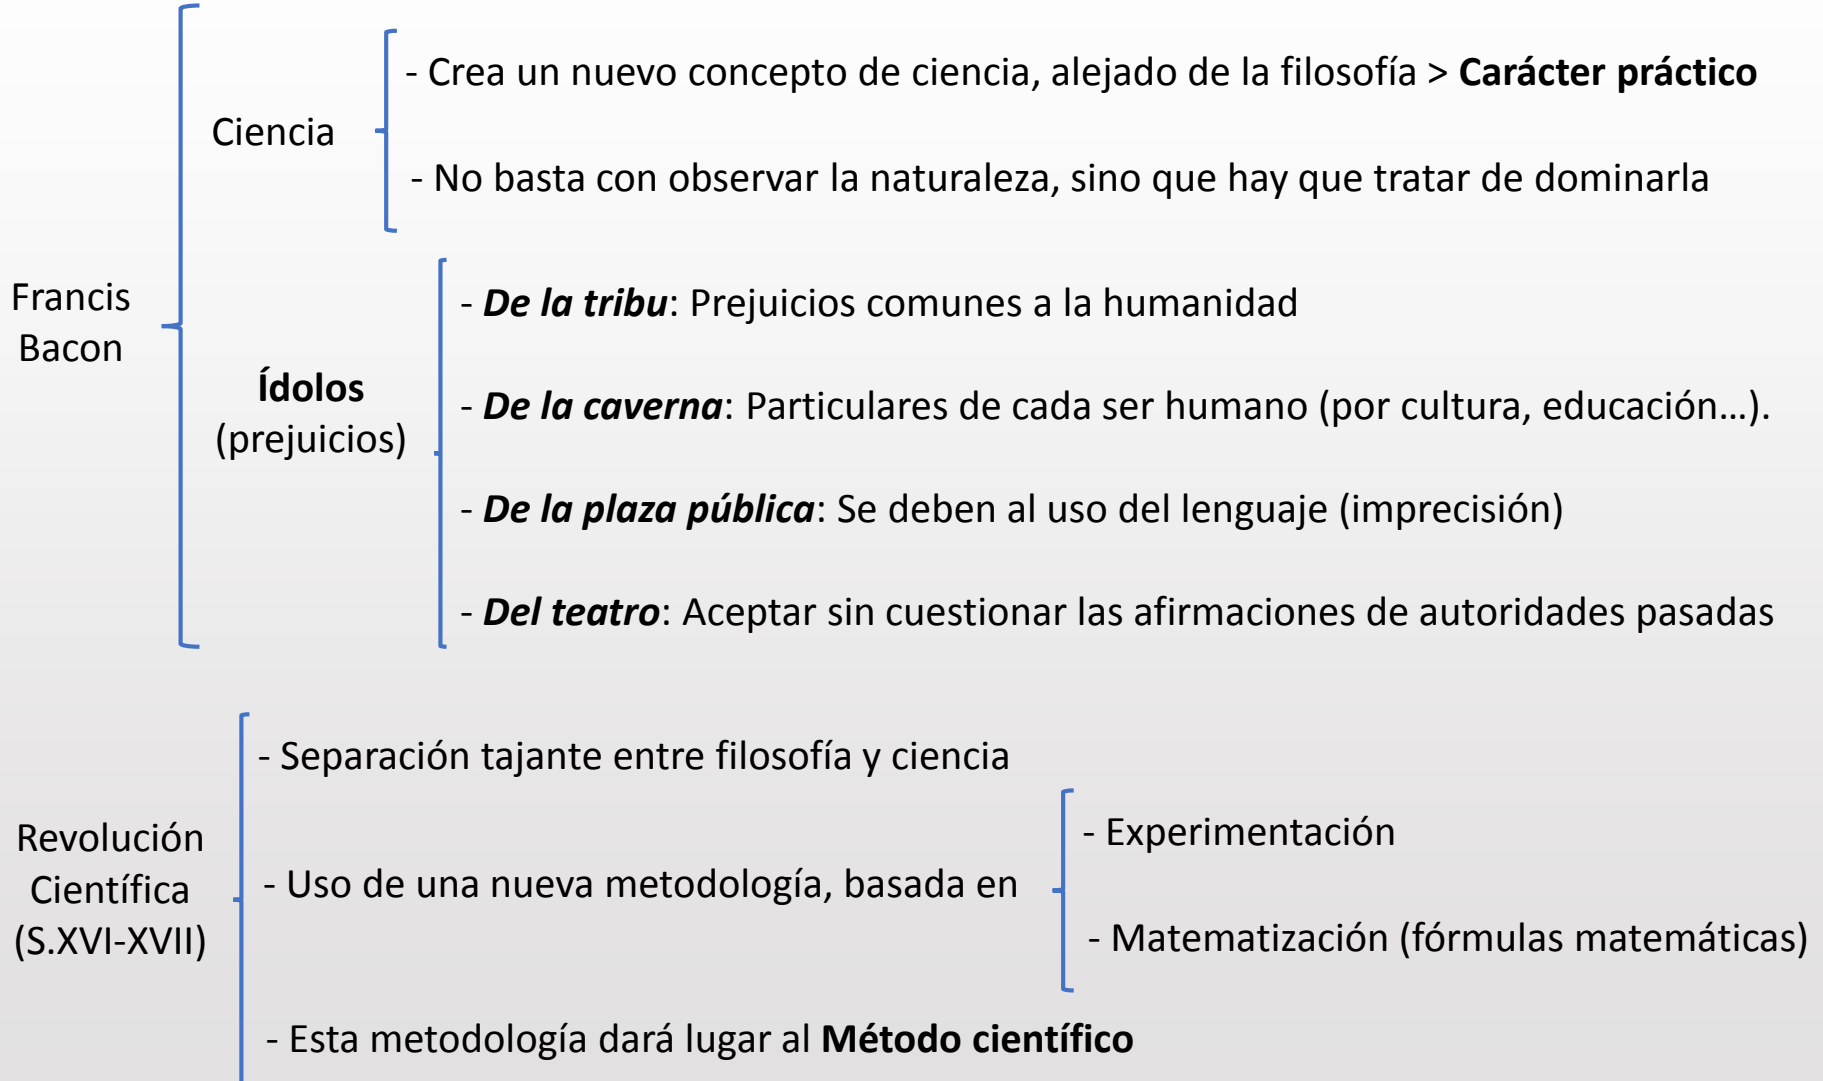 Francis
Bacon
Ciencia
- Crea un nuevo concepto de ciencia, alejado de la filosofía > Carácter práctico
- No basta con observar la naturaleza, sino que hay que tratar de dominarla
Ídolos
(prejuicios)
- De la tribu: Prejuicios comunes a la humanidad
- De la caverna: Particulares de cada ser humano (por cultura, educación…).
- De la plaza pública: Se deben al uso del lenguaje (imprecisión)
- Del teatro: Aceptar sin cuestionar las afirmaciones de autoridades pasadas
Revolución
Científica
(S.XVI-XVII)
- Separación tajante entre filosofía y ciencia
- Uso de una nueva metodología, basada en
- Experimentación
- Matematización (fórmulas matemáticas)
- Esta metodología dará lugar al Método científico